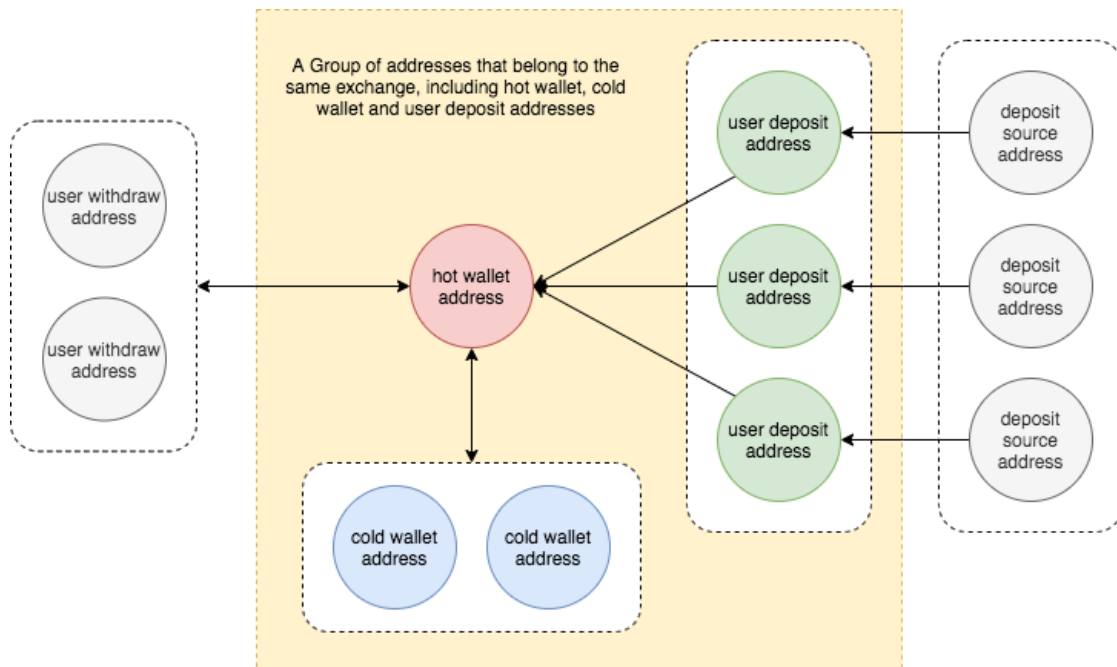 A Group of addresses that belong to the
same exchange, including hot wallet, cold
wallet and user deposit addresses
user withdraw
address
user withdraw
address
hot wallet
address
cold wallet
address
cold wallet
address
user deposit
address
user deposit
address
user deposit
address
deposit
source
address
deposit
source
address
deposit
source
address